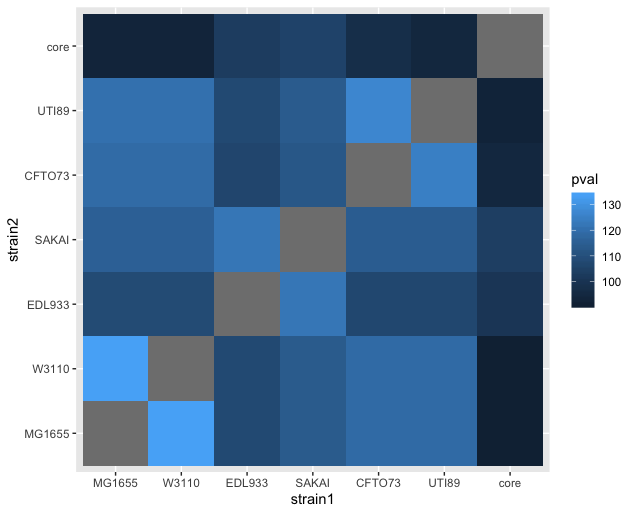 core
UTI89
CFTO73
SAKAI
EDL933
W3110
MG1655
strain2
MG1655 W3110 EDL933 SAKAI CFTO73 UTI89 core
strain1
pval
130
120
110
100